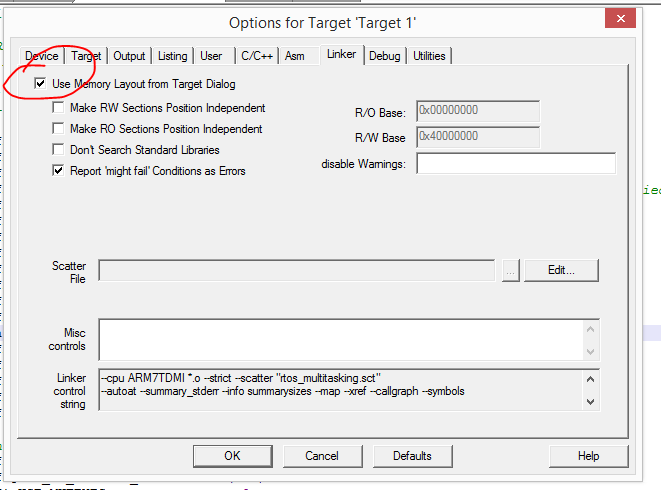 Options for Target 'Target 1'
Device Target Output Listing User C/C++ Asm Linker Debug Utilities
Use Memory Layout from Target Dialog
Make RW Sections Position Independent
Make RO Sections Position Independent
Don't Search Standard Libraries
Report 'might fail' Conditions as Errors
R/O Base: 0x00000000
R/W Base 0x40000000
disable Warnings:
Scatter
File
...
Edit...
Misc
controls
Linker
control
string
--cpu ARM7TDMI *.o --strict --scatter "rtos_multitasking.sct"
--autoat --summary_stderr --info summarysizes --map --xref --callgraph --symbols
OK Cancel Defaults Help